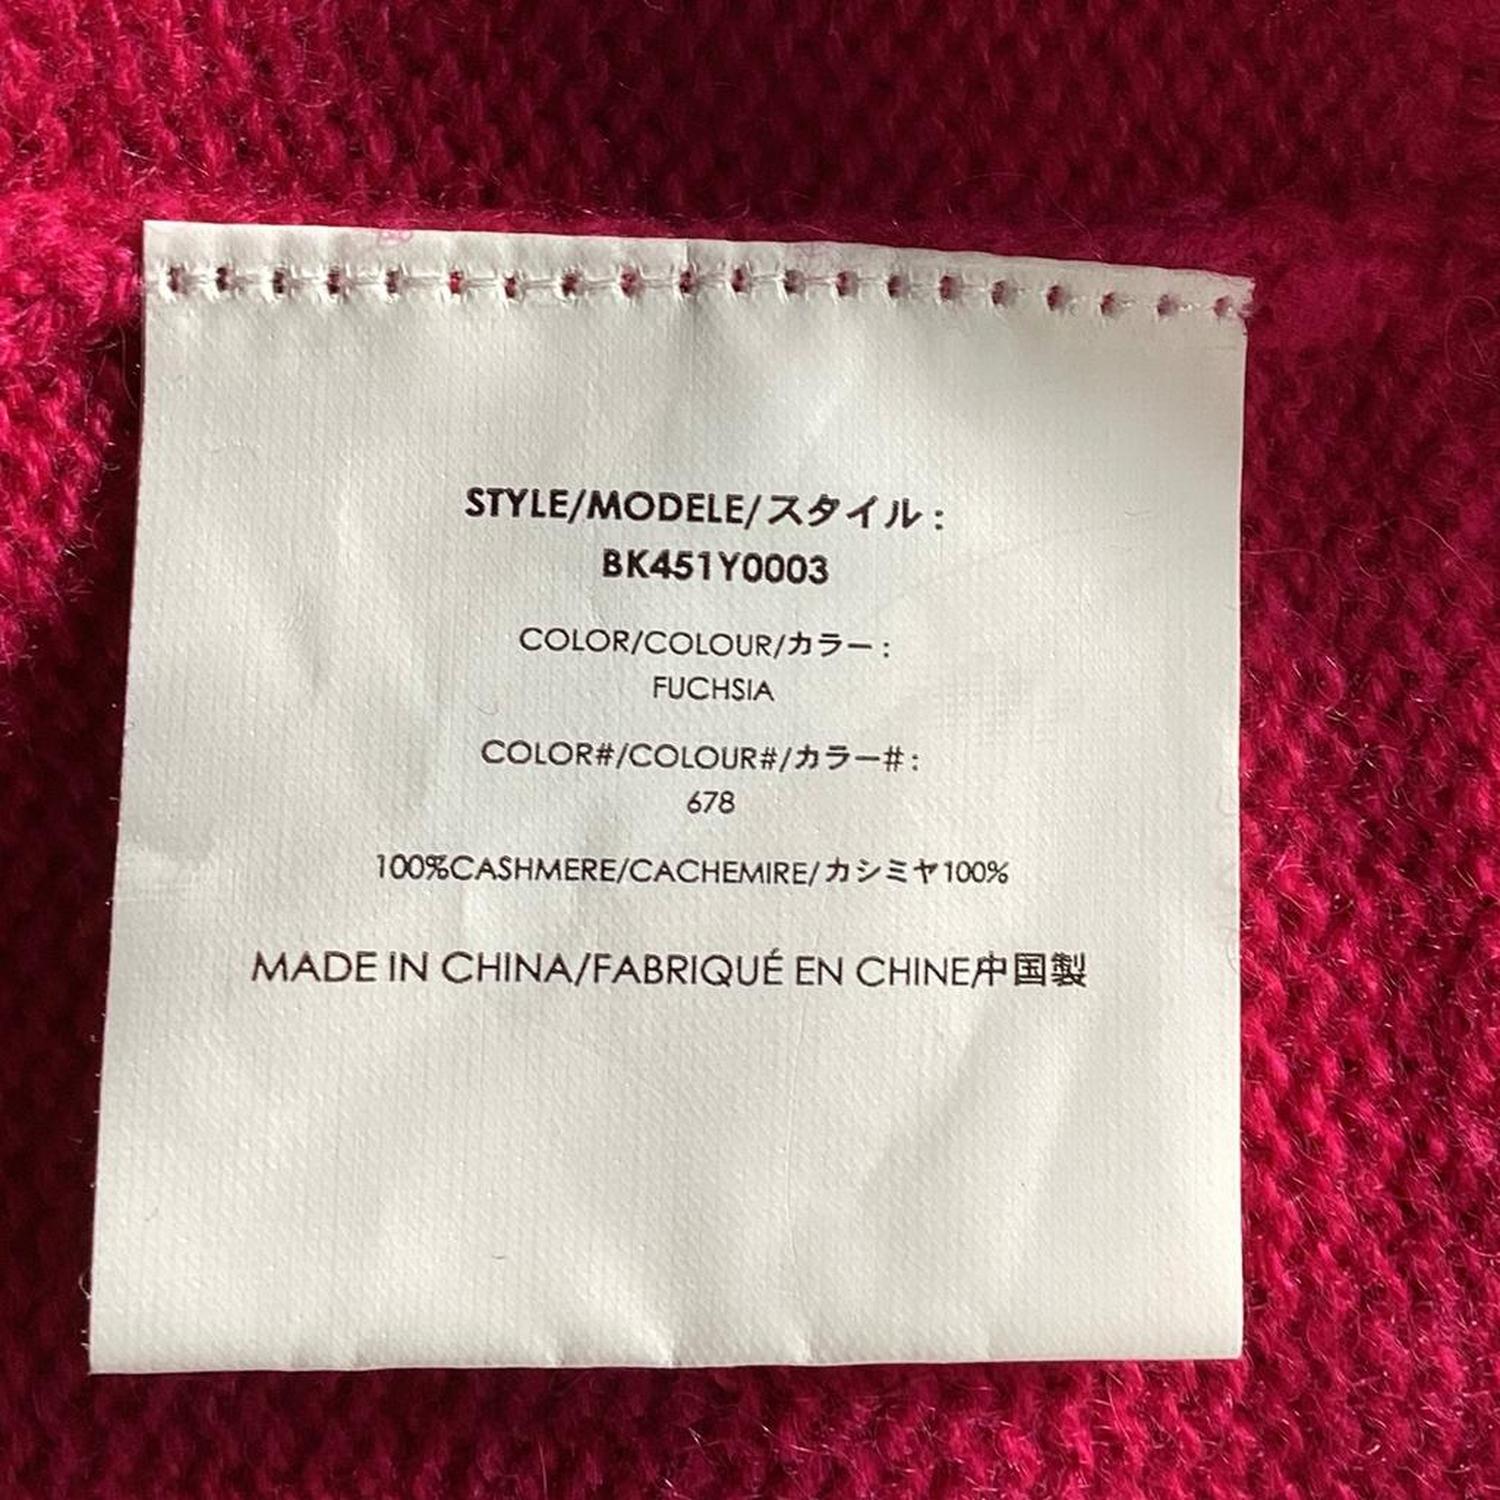 STYLE/MODELE/スタイル:
BK451Y0003
COLOR/COLOUR/カラー:
FUCHSIA
COLOR#/COLOUR#/カラー#:
678
100%CASHMERE/CACHEMIRE/カシミヤ100%
MADE IN CHINA/FABRIQUÉ EN CHINE/中国製